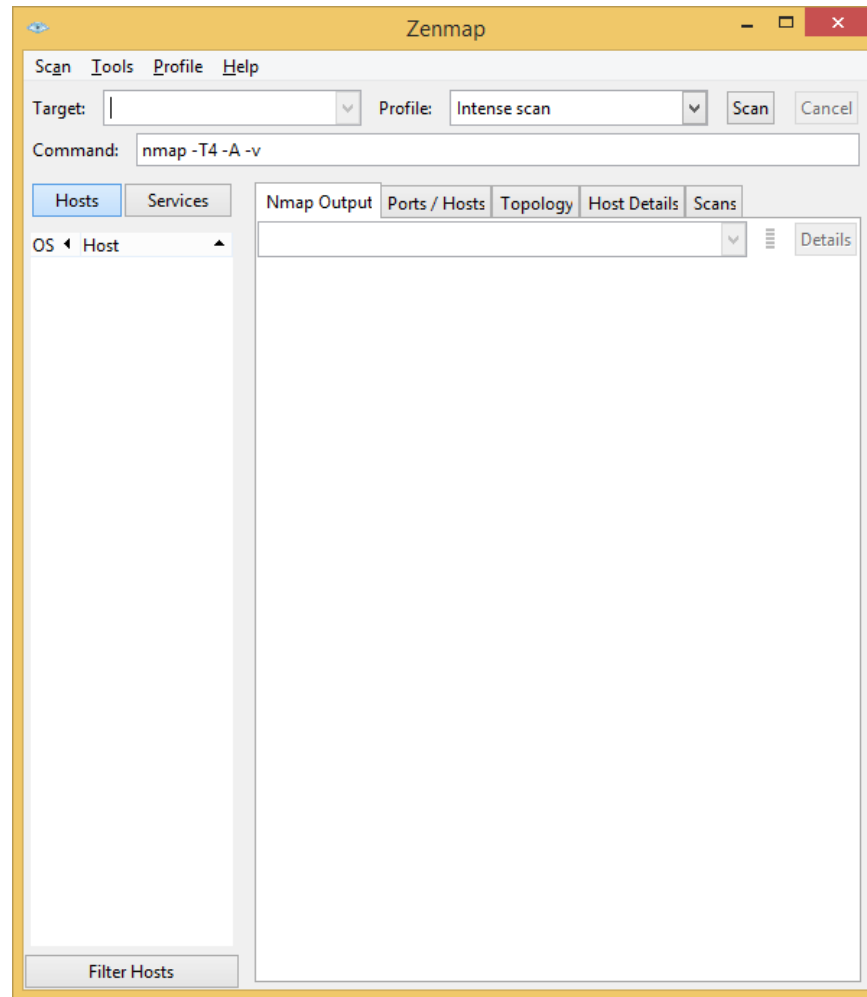 Zenmap
Scan Tools Profile Help
Target: Profile: Intense scan Scan Cancel
Command: nmap -T4 -A -v
Hosts Services Nmap Output Ports / Hosts Topology Host Details Scans
OS Host Details
Filter Hosts